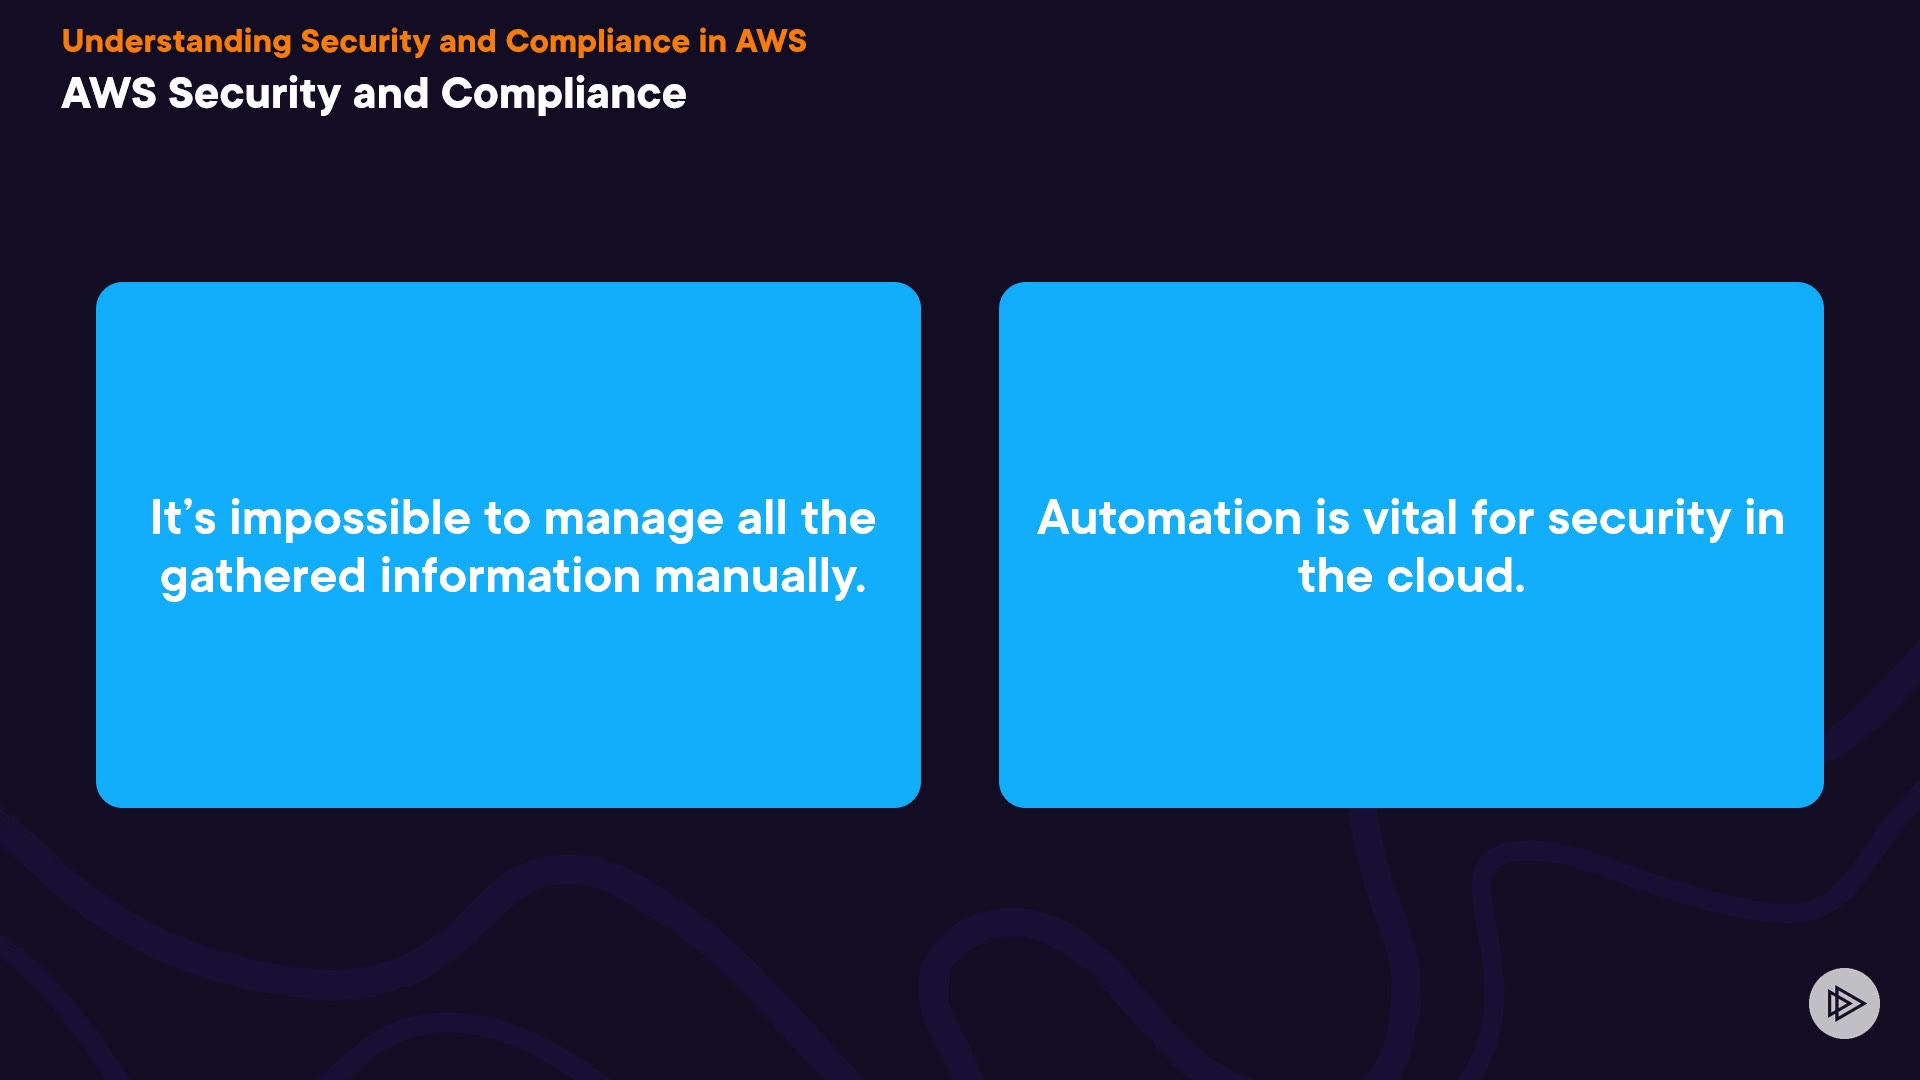 Understanding Security and Compliance in AWS
AWS Security and Compliance
It’s impossible to manage all the
gathered information manually.
Automation is vital for security in
the cloud.